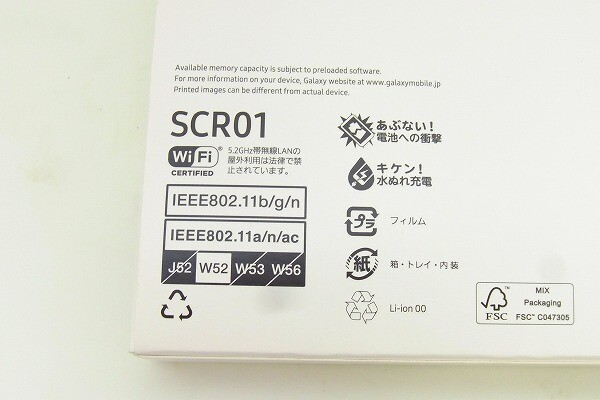 Available memory capacity is subject to preloaded software.
For more information on your device, Galaxy website at www.galaxymobile.jp
Printed images can be different from actual device.
SCR01
Wi Fi®
CERTIFIED
5.2GHz帯無線LANの
屋外利用は法律で禁
止されています。
IEEE802.11b/g/n
IEEE802.11a/n/ac
J52 W52 W53 W56
あぶない!
電池への衝撃
キケン!
水ぬれ充電
プラ フィルム
紙 箱・トレイ・内装
Li-ion 00
FSC™
MIX
Packaging
FSC™ C047305